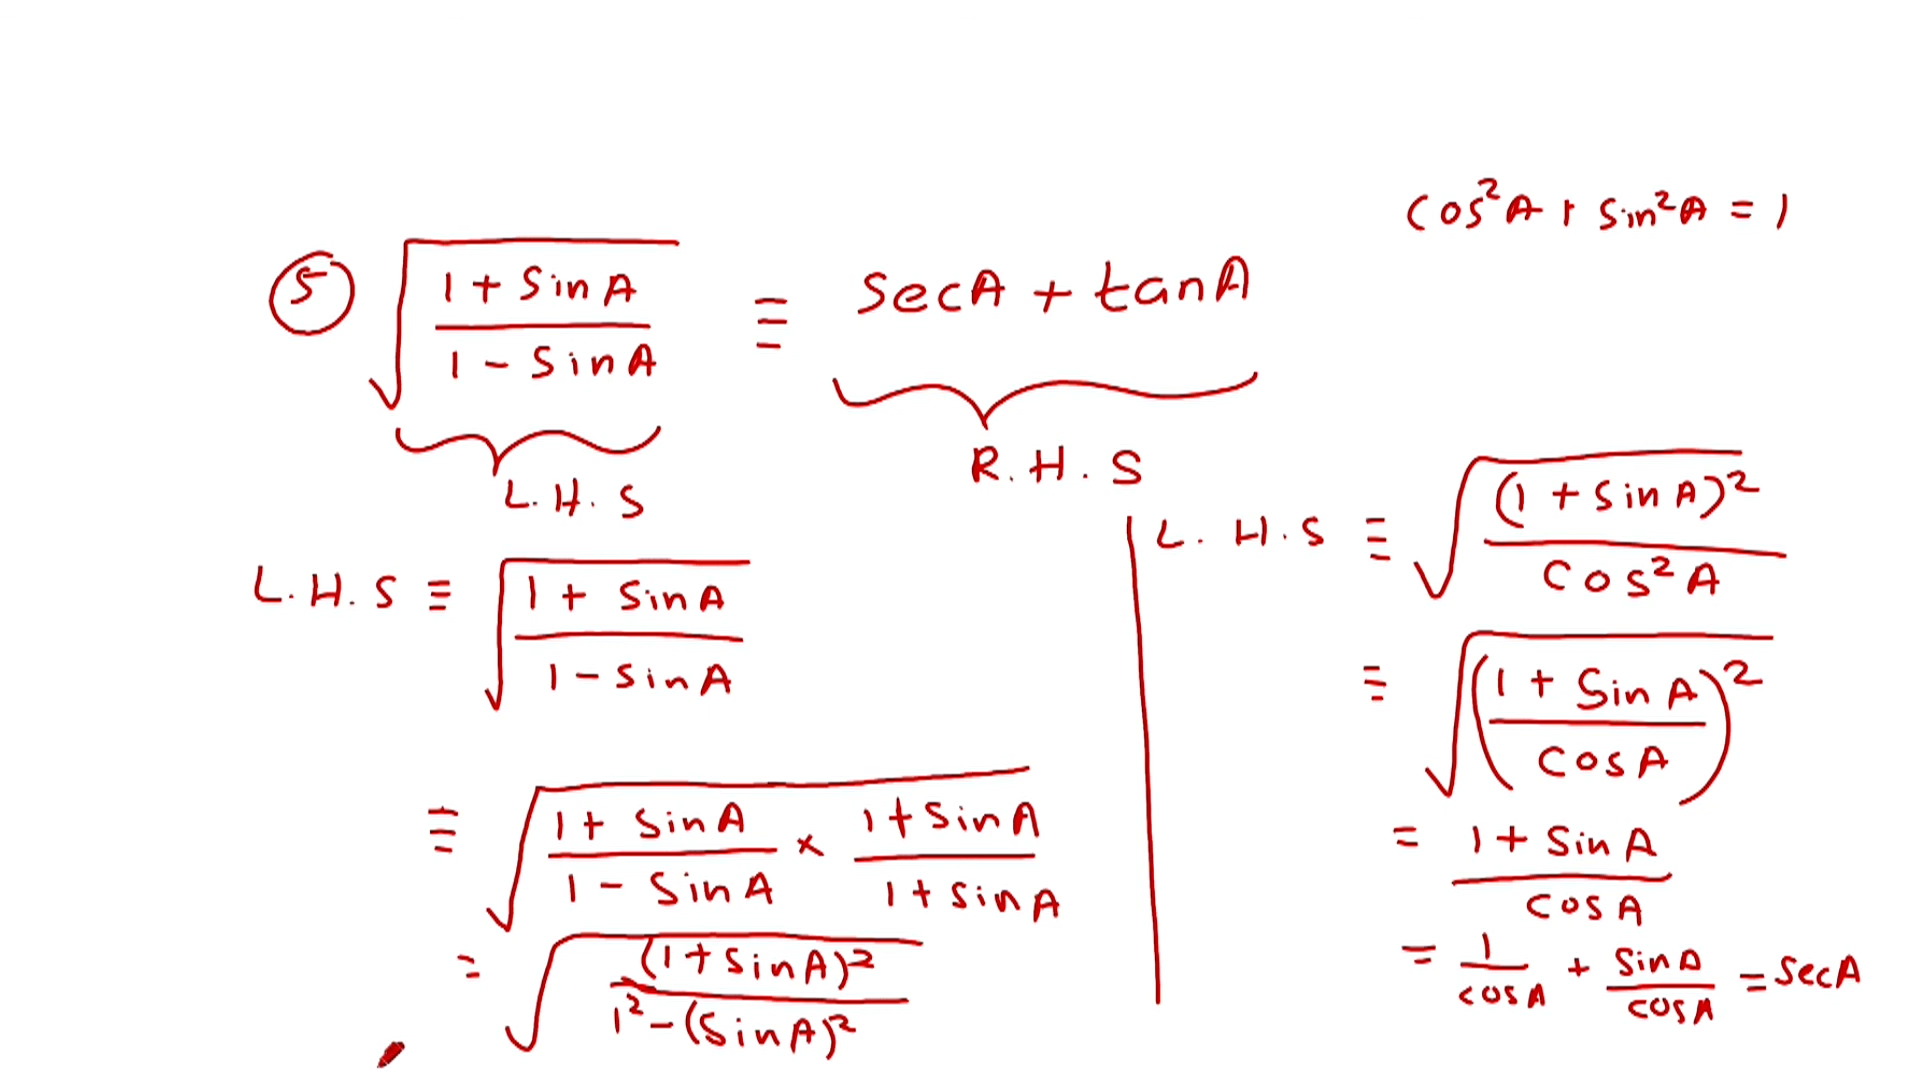 cos²A + sin²A = 1
⑤ √((1 + sinA)/(1 - sinA)) ≡ secA + tanA
L.H.S
R.H.S
L.H.S ≡ √((1 + sinA)/(1 - sinA))
≡ √((1 + sinA)/(1 - sinA) × (1 + sinA)/(1 + sinA))
= √((1 + sinA)²/(1² - (sinA)²))
L.H.S ≡ √((1 + sinA)²/cos²A)
≡ √(((1 + sinA)/cosA)²)
= (1 + sinA)/cosA
= 1/cosA + sinA/cosA = secA